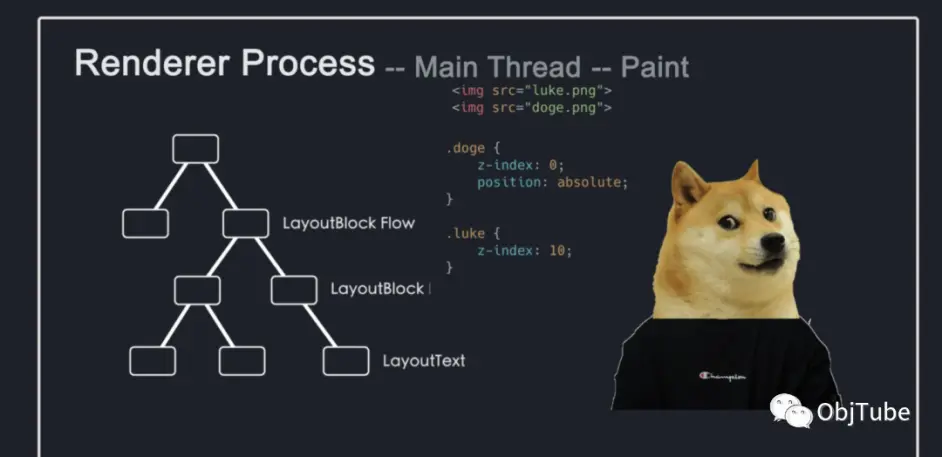 Renderer Process -- Main Thread -- Paint
<img src="luke.png">
<img src="doge.png">
.doge {
z-index: 0;
position: absolute;
}
.luke {
z-index: 10;
}
LayoutBlock Flow
LayoutBlock
LayoutText
Champion
ObjTube